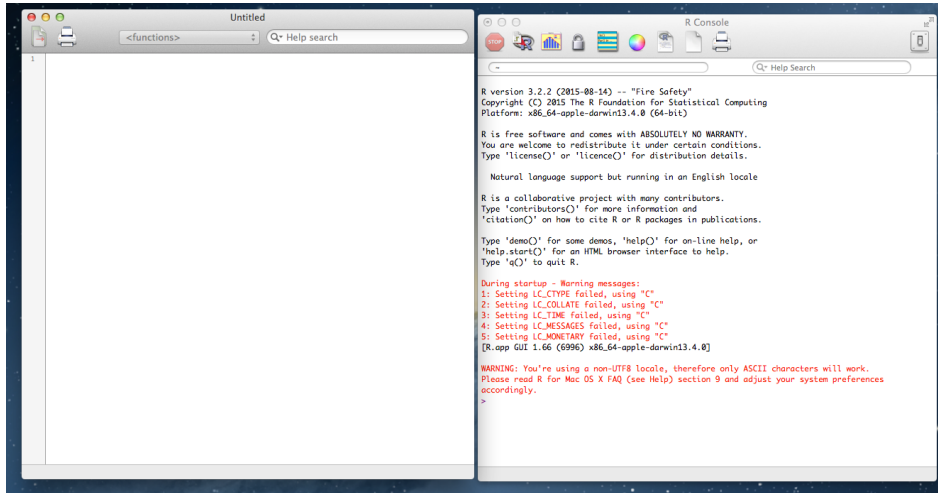 Untitled
<functions>
Help search
1
R Console
STOP
Help Search
R version 3.2.2 (2015-08-14) -- "Fire Safety"
Copyright (C) 2015 The R Foundation for Statistical Computing
Platform: x86_64-apple-darwin13.4.0 (64-bit)
R is free software and comes with ABSOLUTELY NO WARRANTY.
You are welcome to redistribute it under certain conditions.
Type 'license()' or 'licence()' for distribution details.
Natural language support but running in an English locale
R is a collaborative project with many contributors.
Type 'contributors()' for more information and
'citation()' on how to cite R or R packages in publications.
Type 'demo()' for some demos, 'help()' for on-line help, or
'help.start()' for an HTML browser interface to help.
Type 'q()' to quit R.
During startup - Warning messages:
1: Setting LC_CTYPE failed, using "C"
2: Setting LC_COLLATE failed, using "C"
3: Setting LC_TIME failed, using "C"
4: Setting LC_MESSAGES failed, using "C"
5: Setting LC_MONETARY failed, using "C"
[R.app GUI 1.66 (6996) x86_64-apple-darwin13.4.0]
WARNING: You're using a non-UTF8 locale, therefore only ASCII characters will work.
Please read R for Mac OS X FAQ (see Help) section 9 and adjust your system preferences
accordingly.
>